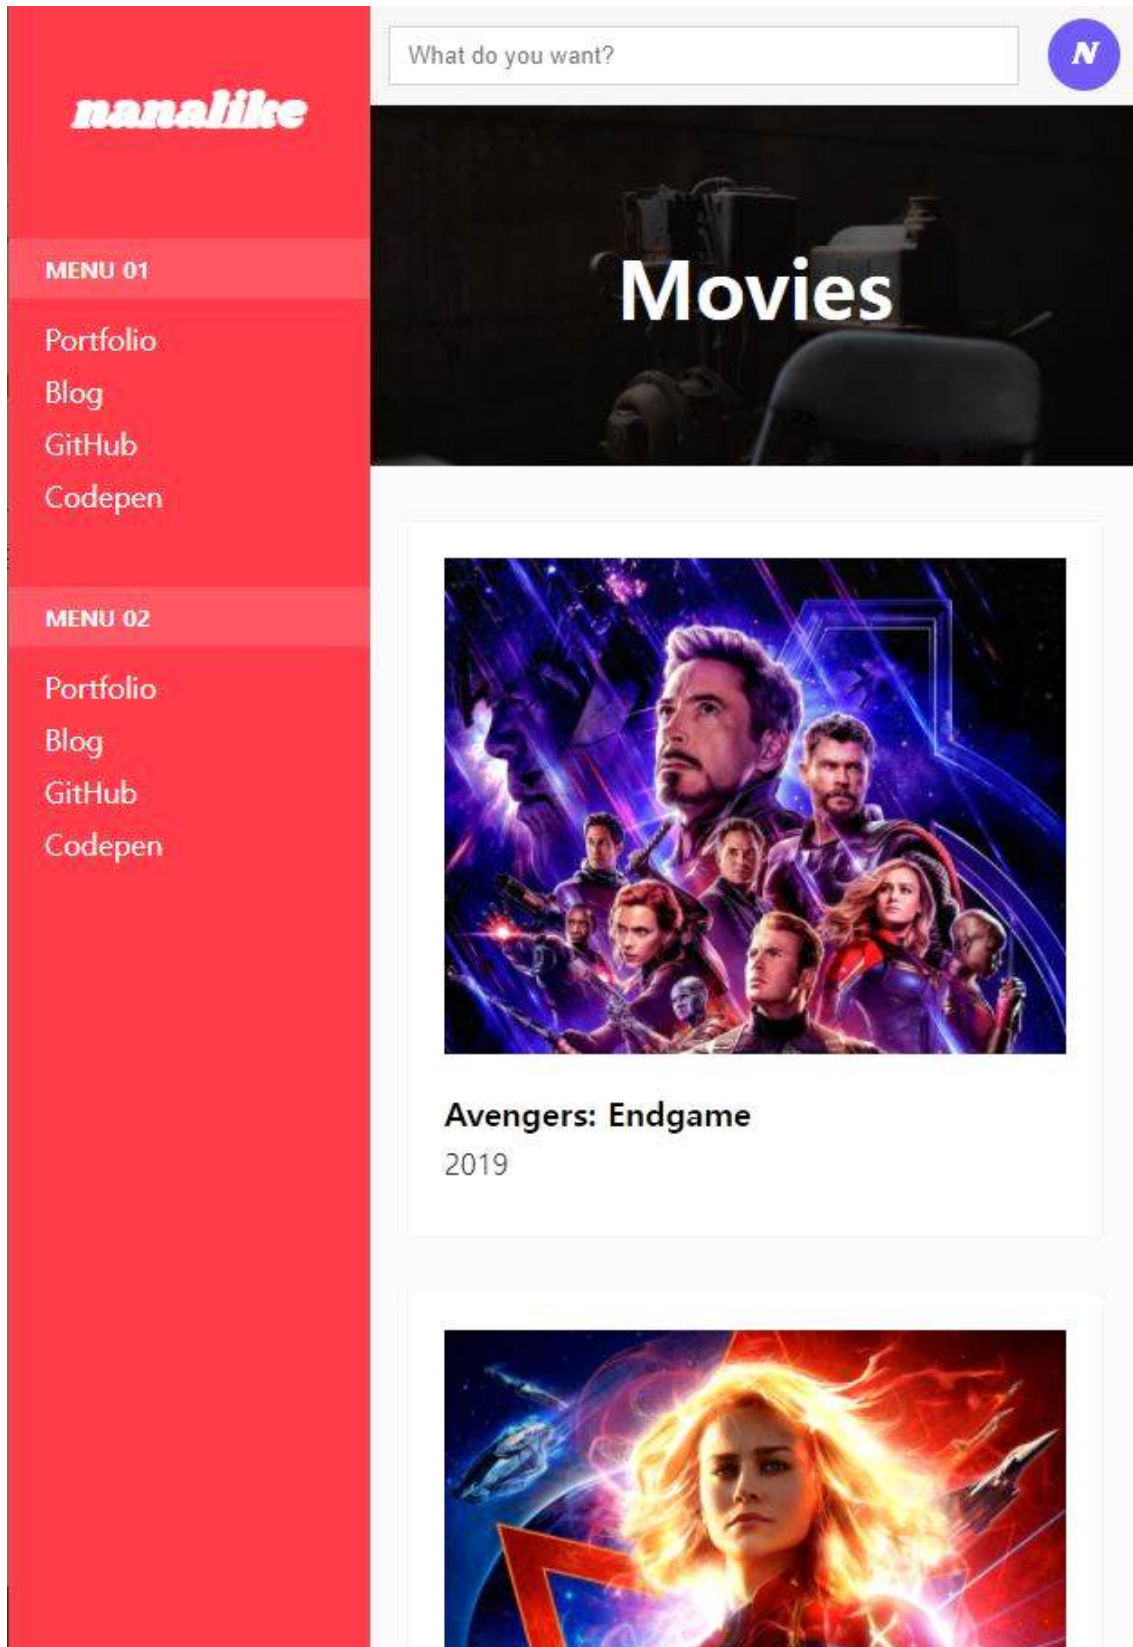 nanalike
MENU 01
Portfolio
Blog
GitHub
Codepen
MENU 02
Portfolio
Blog
GitHub
Codepen
What do you want?
N
Movies
Avengers: Endgame
2019